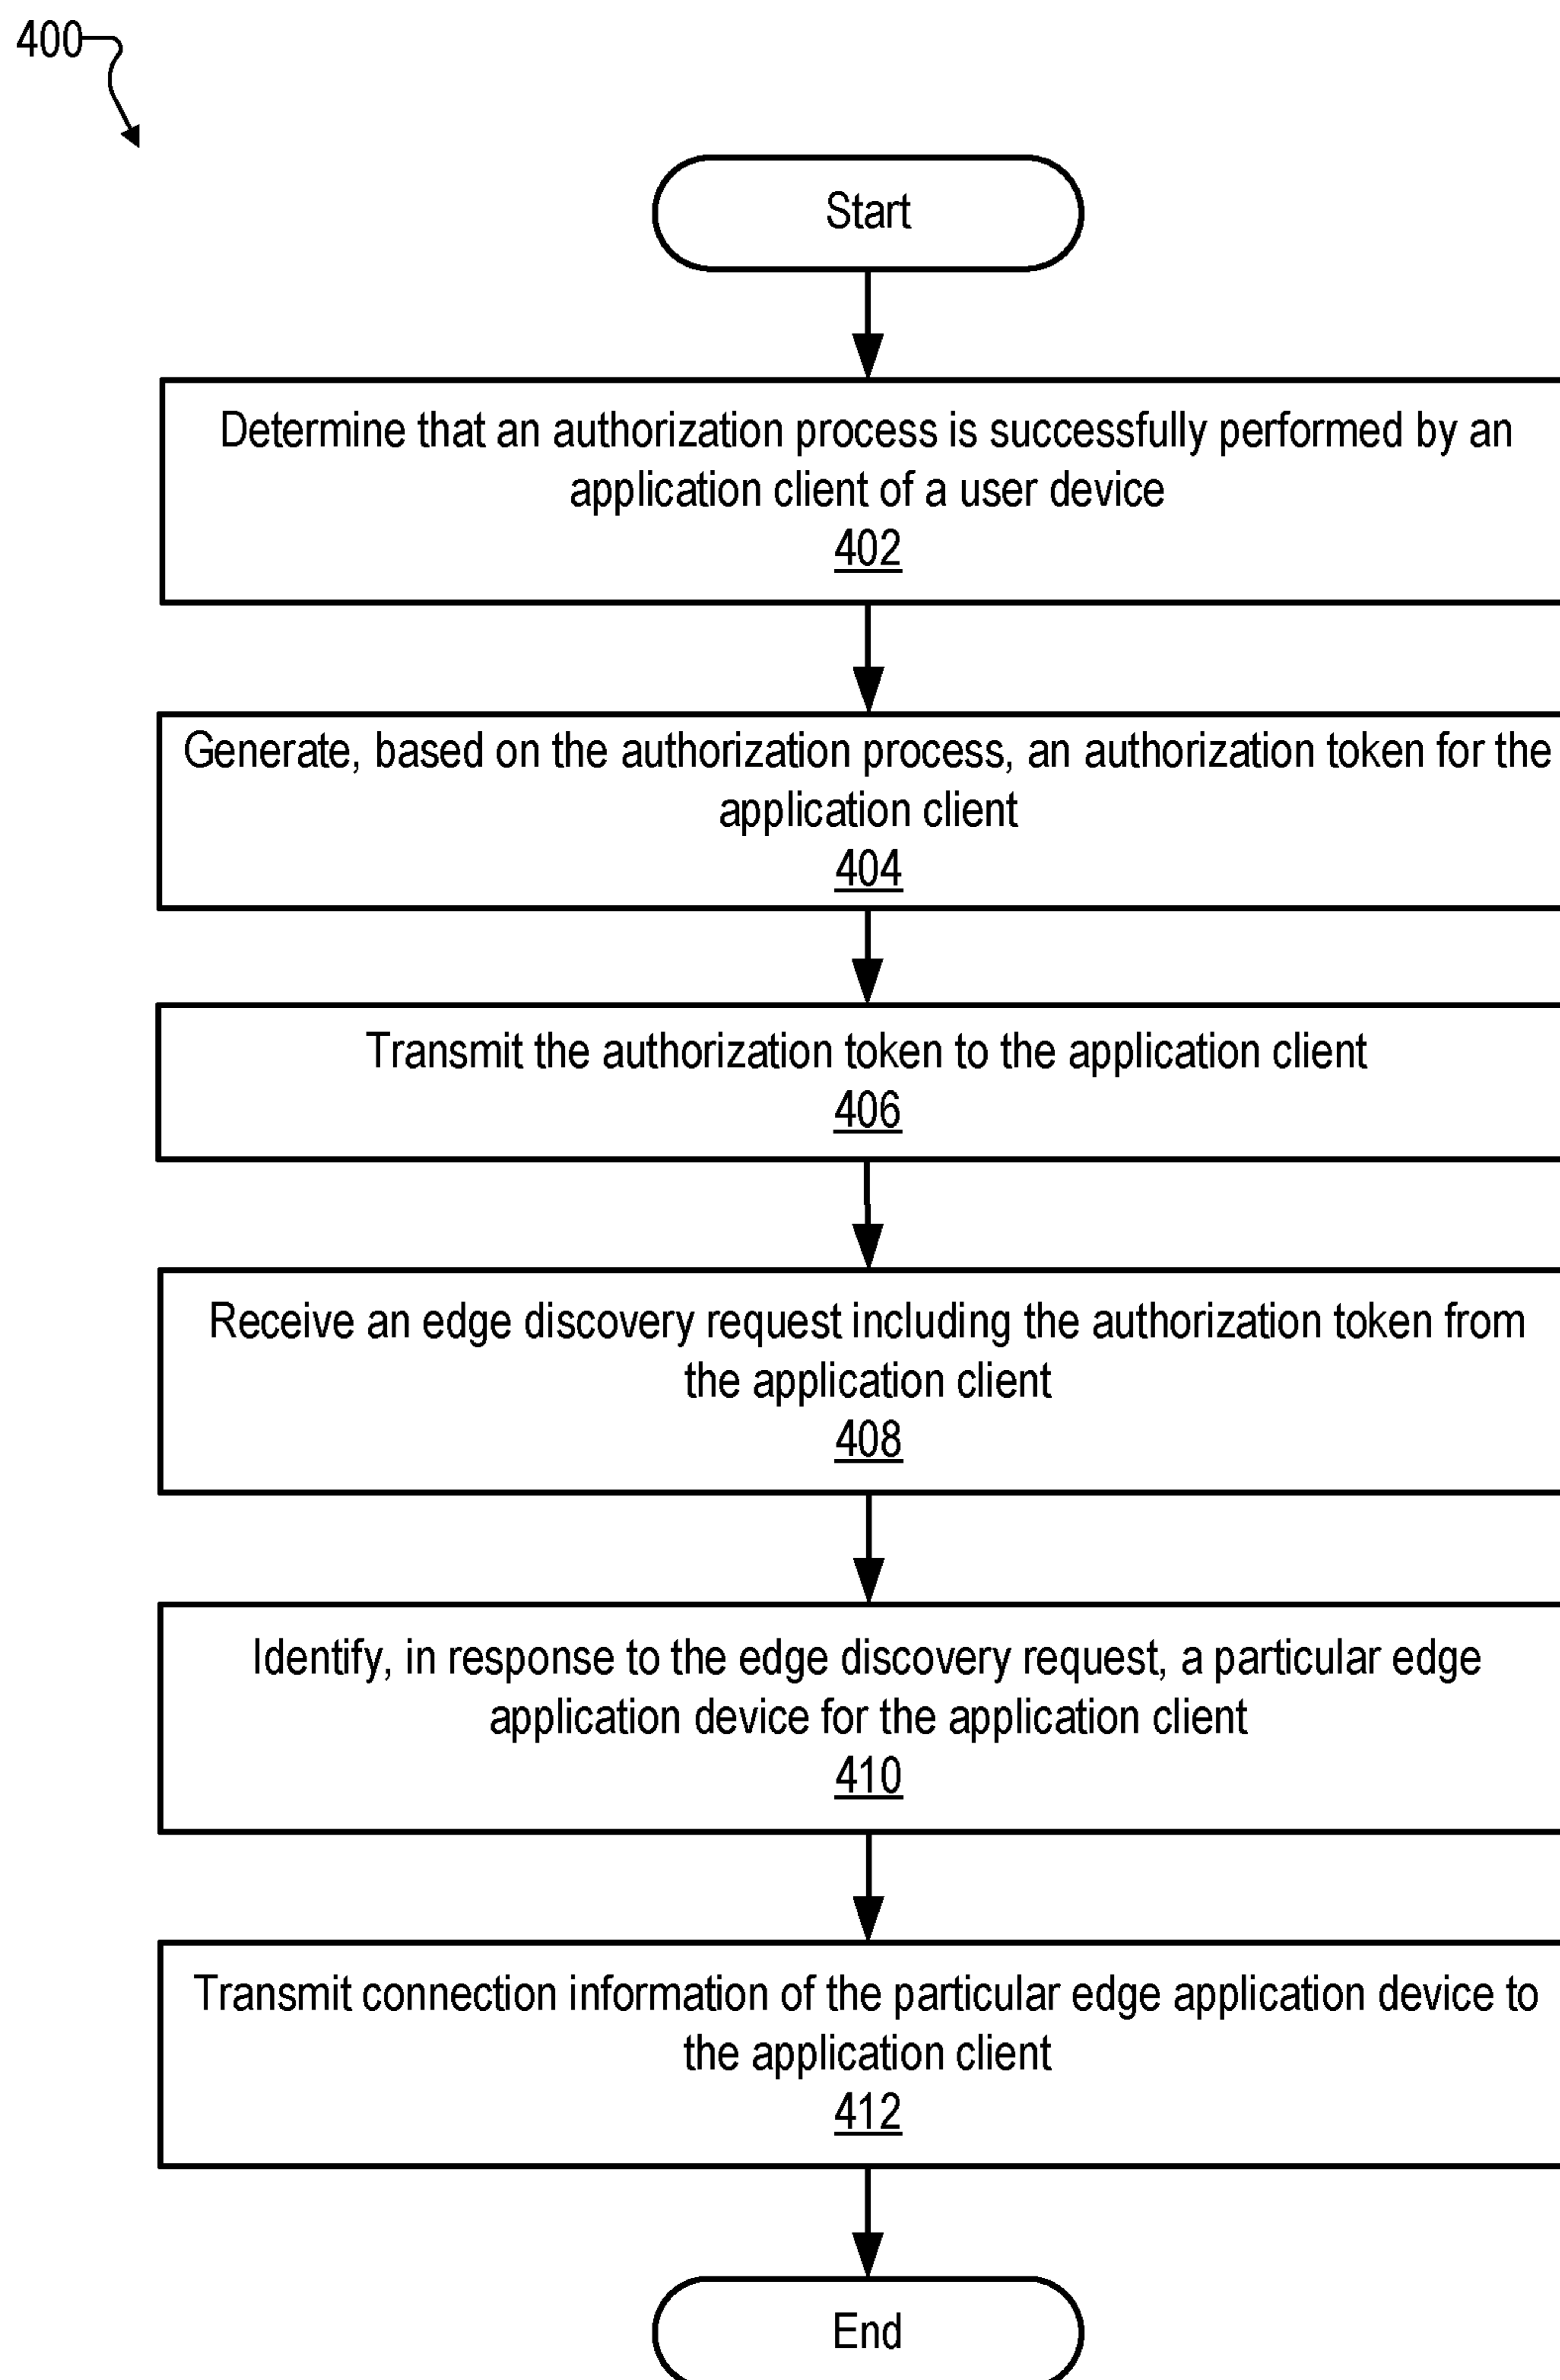 400
Start
Determine that an authorization process is successfully performed by an
application client of a user device
402
Generate, based on the authorization process, an authorization token for the
application client
404
Transmit the authorization token to the application client
406
Receive an edge discovery request including the authorization token from
the application client
408
Identify, in response to the edge discovery request, a particular edge
application device for the application client
410
Transmit connection information of the particular edge application device to
the application client
412
End